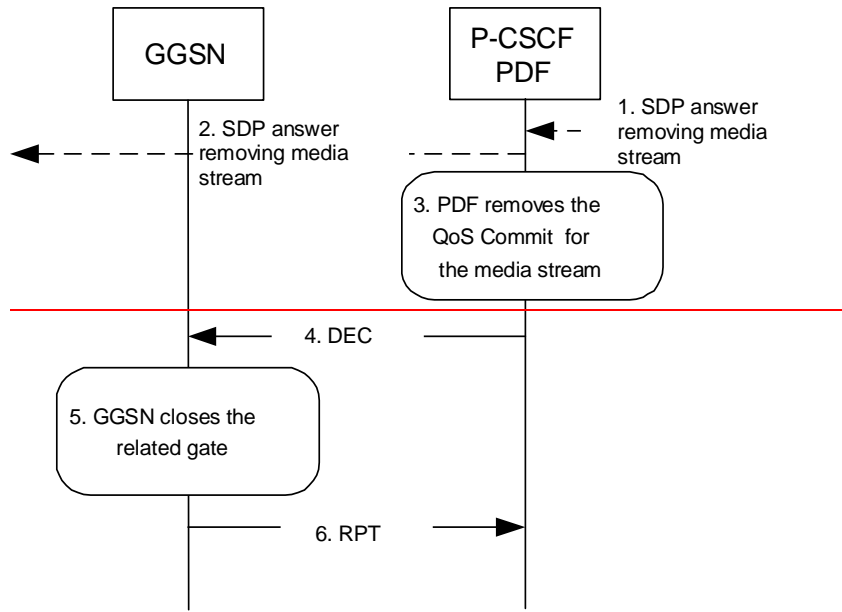 GGSN
P-CSCF
PDF
1. SDP answer
removing media
stream
2. SDP answer
removing media
stream
3. PDF removes the
QoS Commit for
the media stream
4. DEC
5. GGSN closes the
related gate
6. RPT